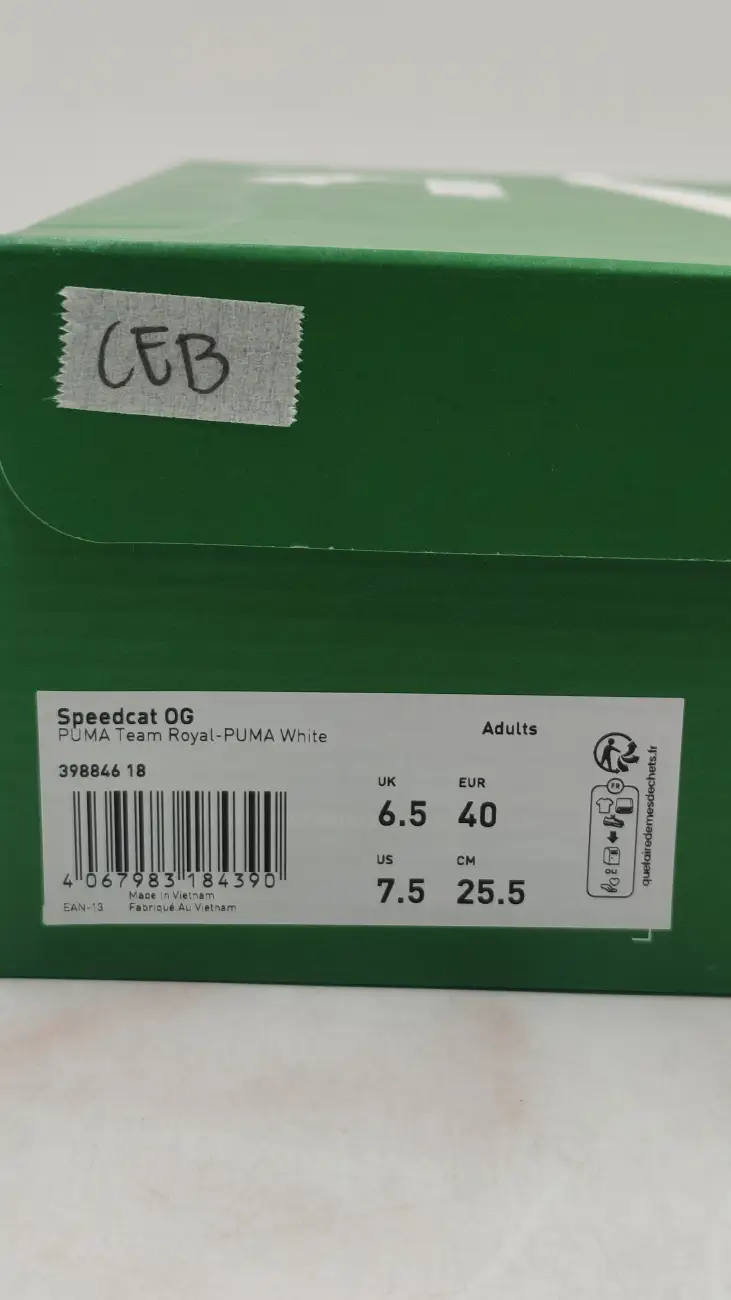 CEB
Speedcat OG
PUMA Team Royal-PUMA White
Adults
398846 18
UK
EUR
6.5
40
US
CM
7.5
25.5
4 067983 184390
Made in Vietnam
EAN-13
Fabriqué Au Vietnam
FR
quefairedemesdechets.fr